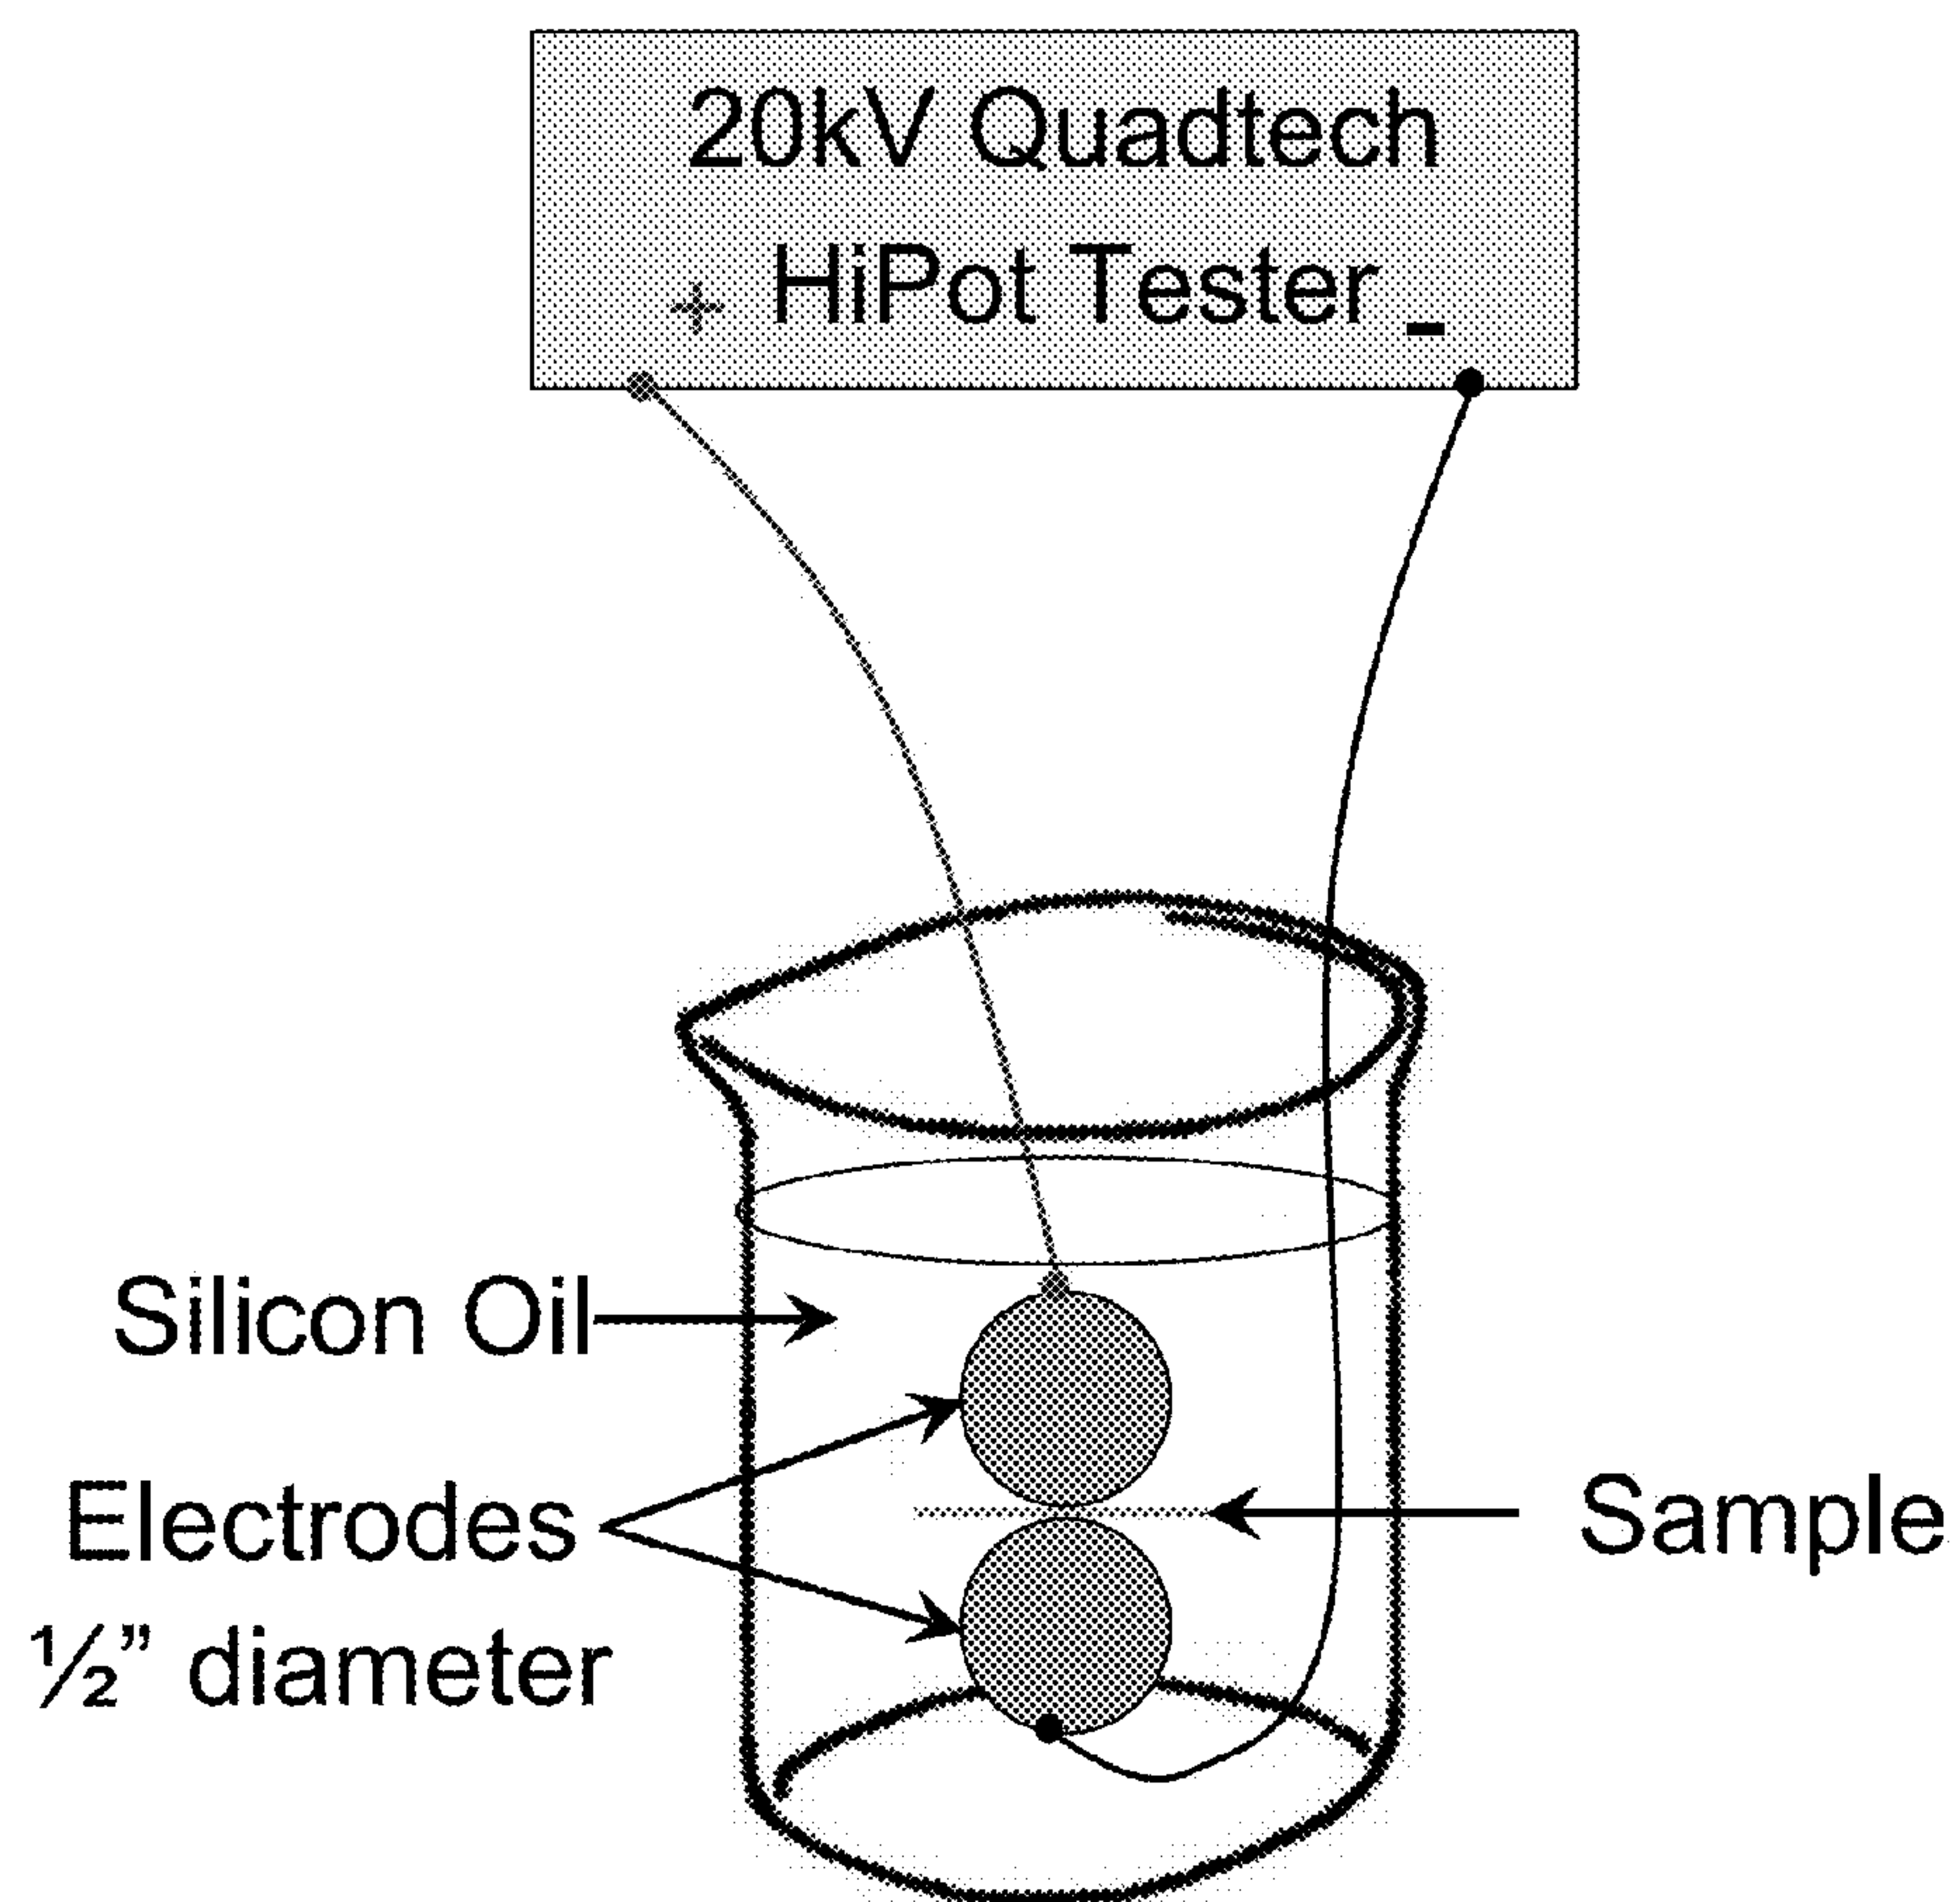 20kV Quadtech
+ HiPot Tester -
Silicon Oil
Electrodes
½” diameter
Sample